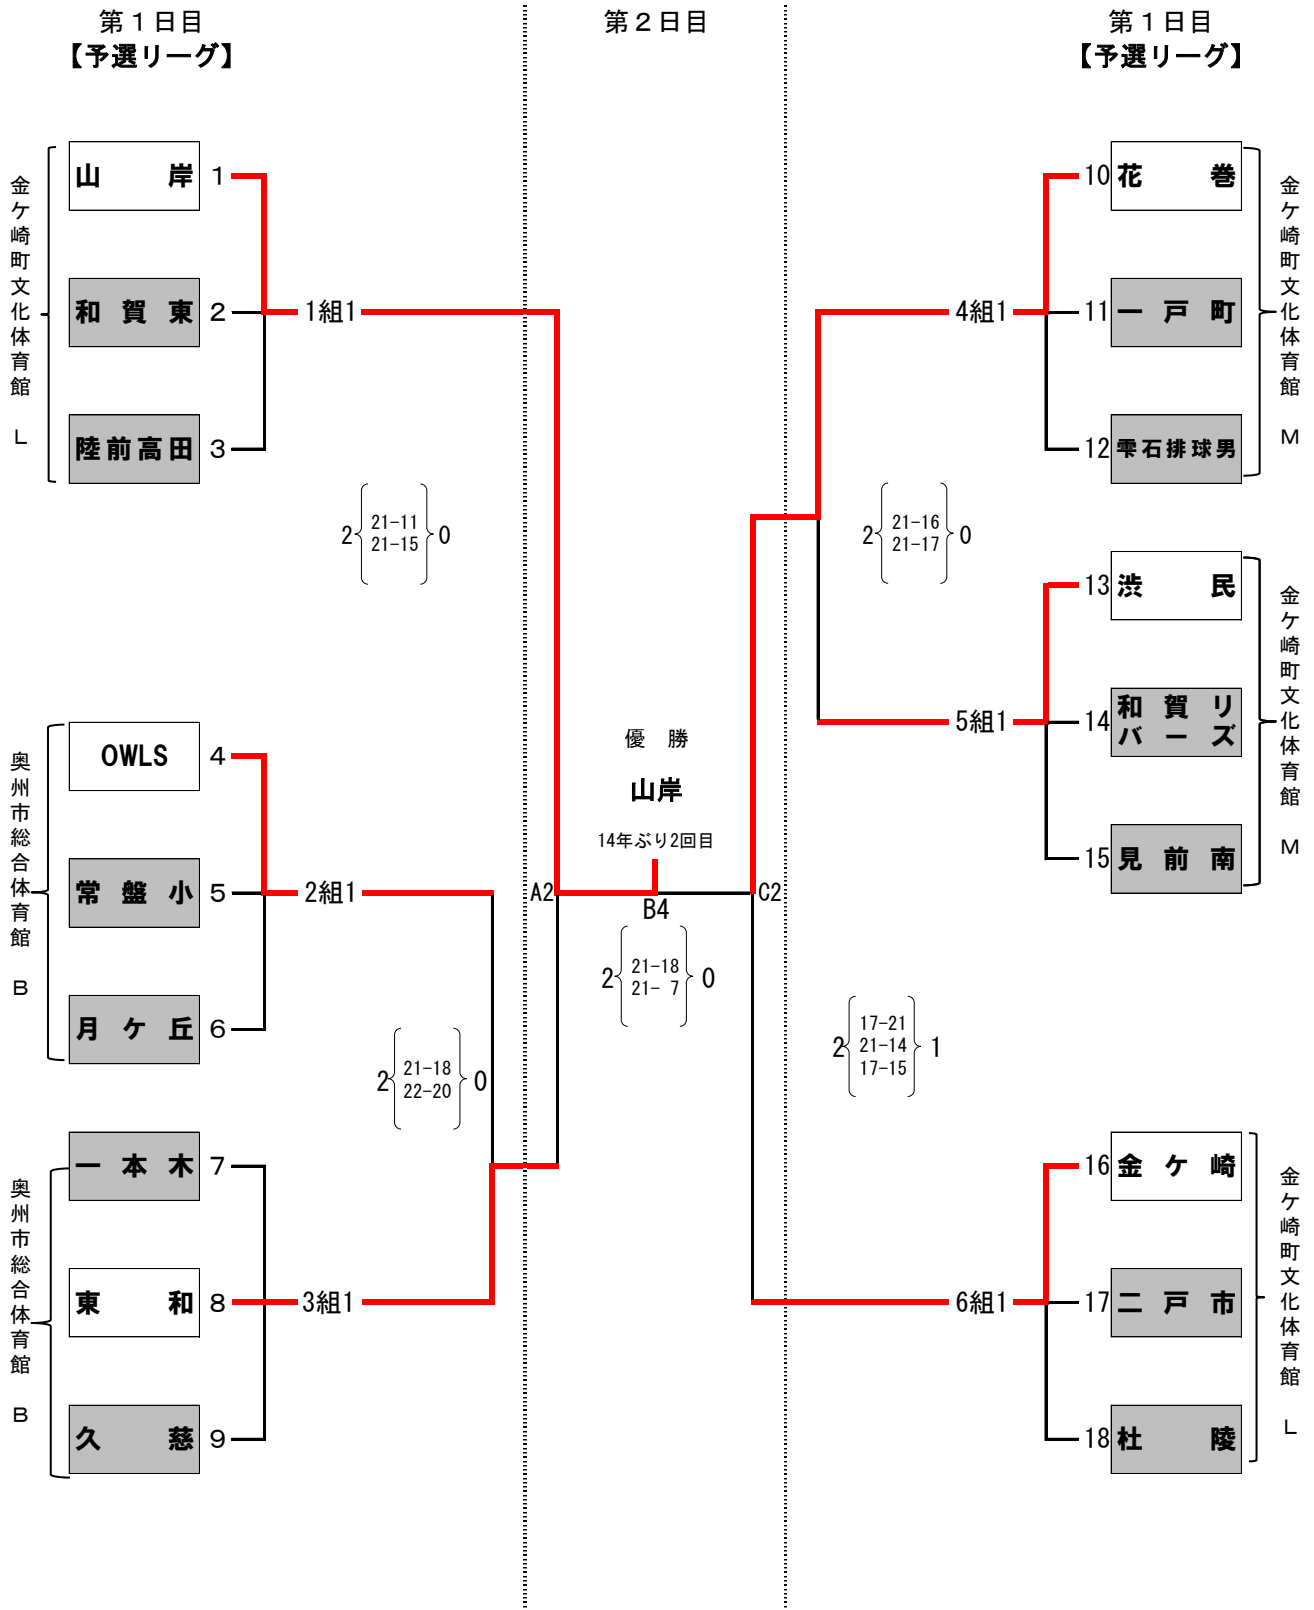 第１日目
【予選リーグ】
第２日目
第１日目
【予選リーグ】
金ケ崎町文化体育館 L
山岸 1
和賀東 2
陸前高田 3
1組1
2 21-11 0
21-15
奥州市総合体育館 B
OWLS 4
常盤小 5
月ケ丘 6
2組1
2 21-18 0
22-20
奥州市総合体育館 B
一本木 7
東和 8
久慈 9
3組1
優勝
山岸
14年ぶり2回目
A2
B4
C2
2 21-18 0
21- 7
10 花巻
11 一戸町
12 雫石排球男
金ケ崎町文化体育館 M
4組1
2 21-16 0
21-17
13 渋民
14 和賀リ
バーズ
15 見前南
金ケ崎町文化体育館 M
5組1
17-21
2 21-14 1
17-15
16 金ケ崎
17 二戸市
18 杜陵
金ケ崎町文化体育館 L
6組1